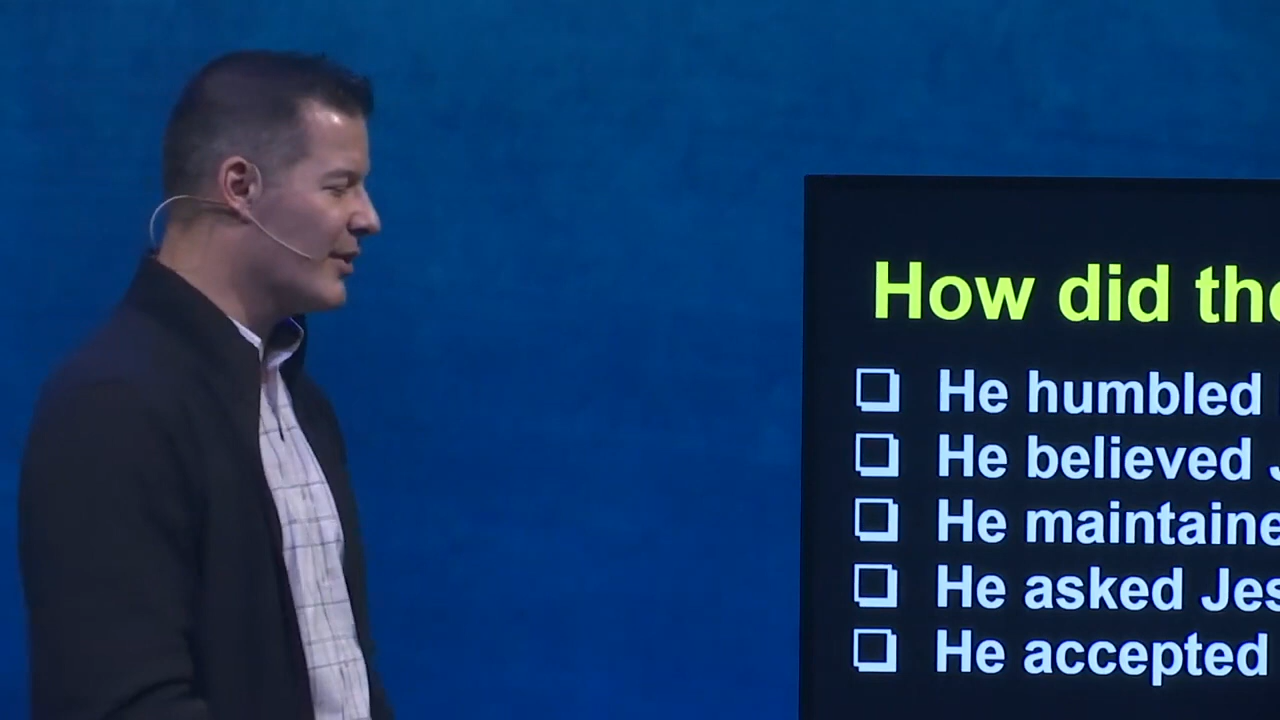 How did the
❑ He humbled
❑ He believed
❑ He maintaine
❑ He asked Jes
❑ He accepted